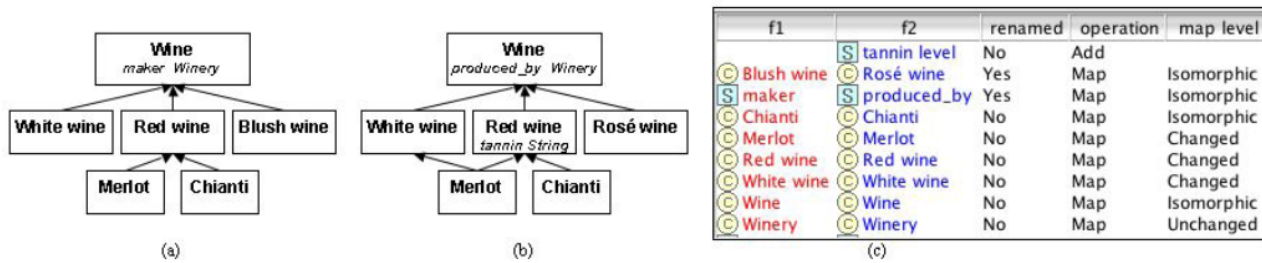 Wine
maker Winery
White wine Red wine Blush wine
Merlot Chianti
(a)
Wine
produced_by Winery
White wine Red wine Rosé wine
tannin String
Merlot Chianti
(b)
f1 f2 renamed operation map level
S tannin level No Add
C Blush wine C Rosé wine Yes Map Isomorphic
S maker S produced_by Yes Map Isomorphic
C Chianti C Chianti No Map Isomorphic
C Merlot C Merlot No Map Changed
C Red wine C Red wine No Map Changed
C White wine C White wine No Map Changed
C Wine C Wine No Map Isomorphic
C Winery C Winery No Map Unchanged
(c)